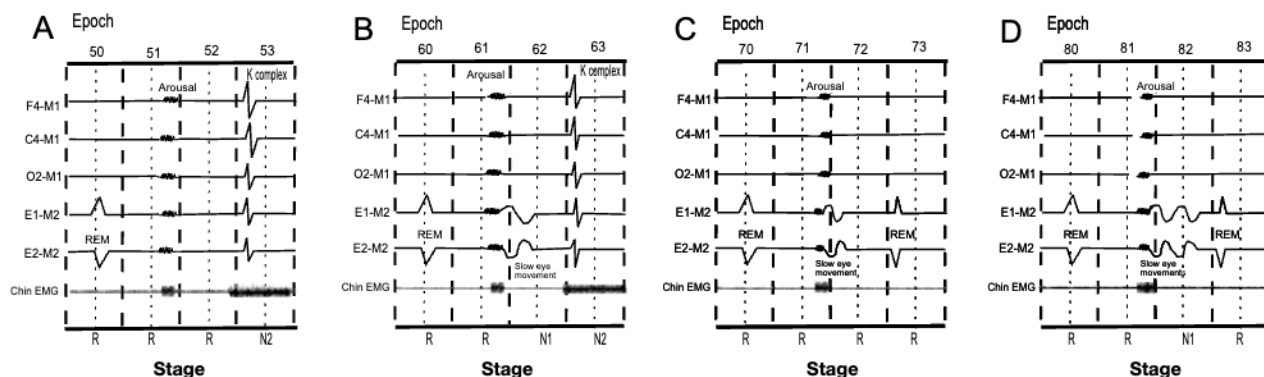 A
Epoch
50 51 52 53
K complex
Arousal
F4-M1
C4-M1
O2-M1
E1-M2
REM
E2-M2
Chin EMG
R R R N2
Stage
B
Epoch
60 61 62 63
K complex
Arousal
F4-M1
C4-M1
O2-M1
E1-M2
REM
E2-M2
Slow eye
movement
Chin EMG
R R N1 N2
Stage
C
Epoch
70 71 72 73
Arousal
F4-M1
C4-M1
O2-M1
E1-M2
REM REM
E2-M2
Slow eye
movements
Chin EMG
R R R R
Stage
D
Epoch
80 81 82 83
Arousal
F4-M1
C4-M1
O2-M1
E1-M2
REM REM
E2-M2
Slow eye
movements
Chin EMG
R R N1 R
Stage